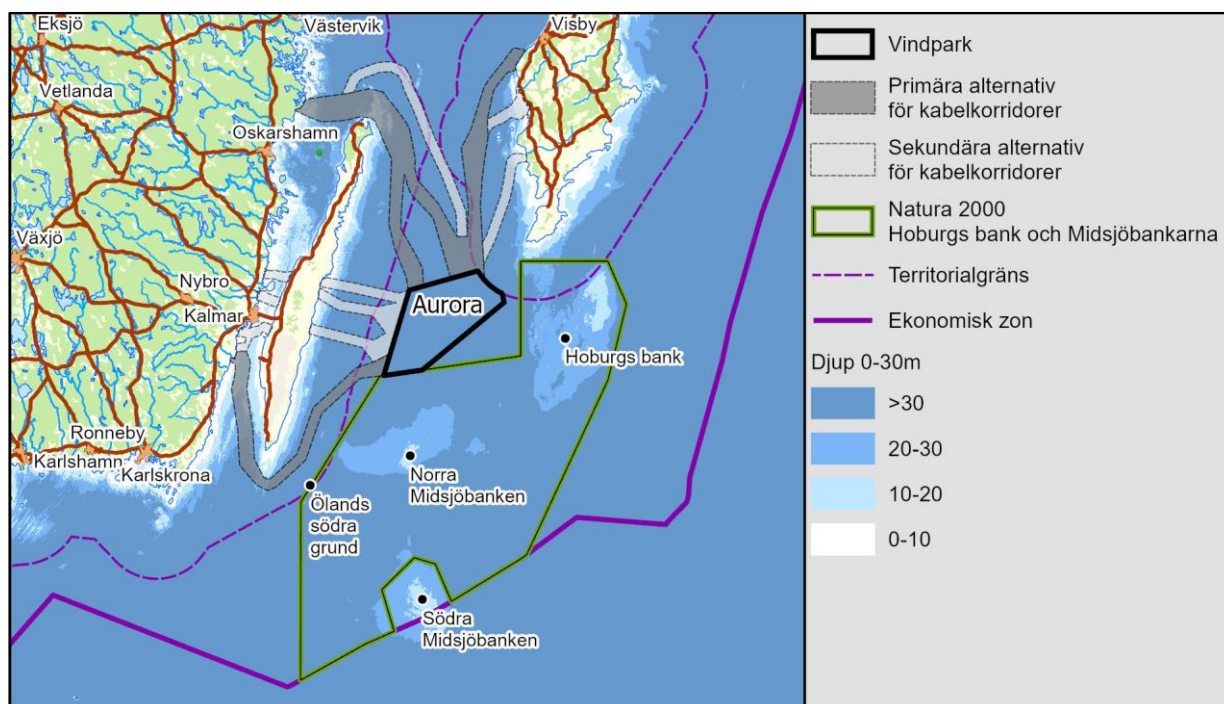 Eksjö
Västervik
Visby
Vetlanda
Oskarshamn
Växjö
Nybro
Kalmar
Aurora
Hoburgs bank
Ronneby
Karlshamn
Karlskrona
Norra
Midsjöbanken
Ölands
södra
grund
Södra
Midsjöbanken
Vindpark
Primära alternativ
för kabelkorridorer
Sekundära alternativ
för kabelkorridorer
Natura 2000
Hoburgs bank och Midsjöbankarna
Territorialgräns
Ekonomisk zon
Djup 0-30m
>30
20-30
10-20
0-10